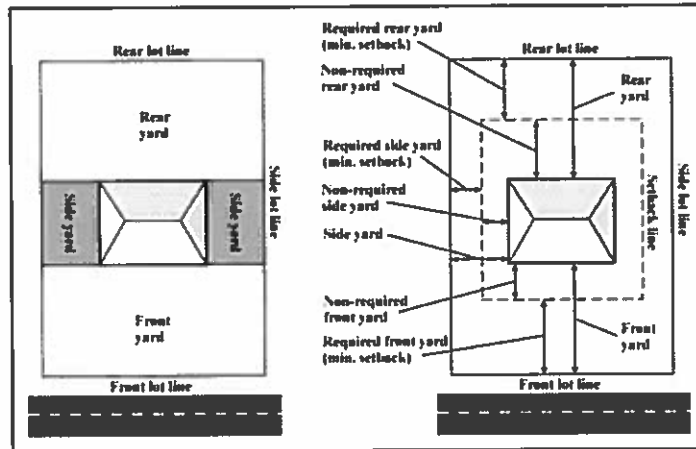 Rear lot line
Rear
yard
Side yard
Side yard
Side lot line
Front
yard
Front lot line
Required rear yard
(min. setback)
Rear lot line
Non-required
rear yard
Rear
yard
Required side yard
(min. setback)
Non-required
side yard
Side yard
Setback line
Side lot line
Non-required
front yard
Front
yard
Required front yard
(min. setback)
Front lot line